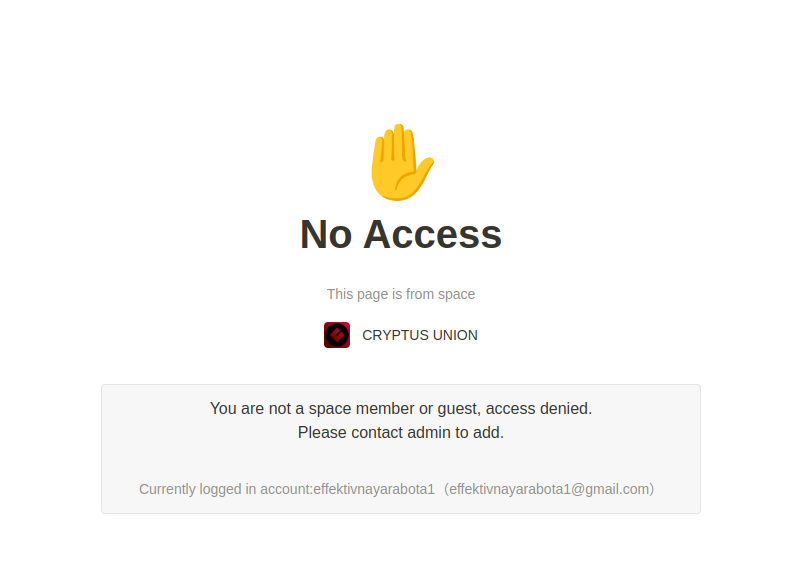 No Access
This page is from space
CRYPTUS UNION
You are not a space member or guest, access denied.
Please contact admin to add.
Currently logged in account:effektivnayarabota1（effektivnayarabota1@gmail.com）